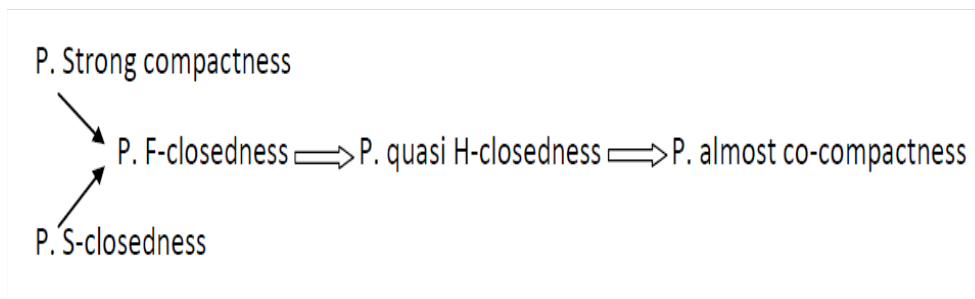 P. Strong compactness
P. F-closedness P. quasi H-closedness P. almost co-compactness
P. S-closedness